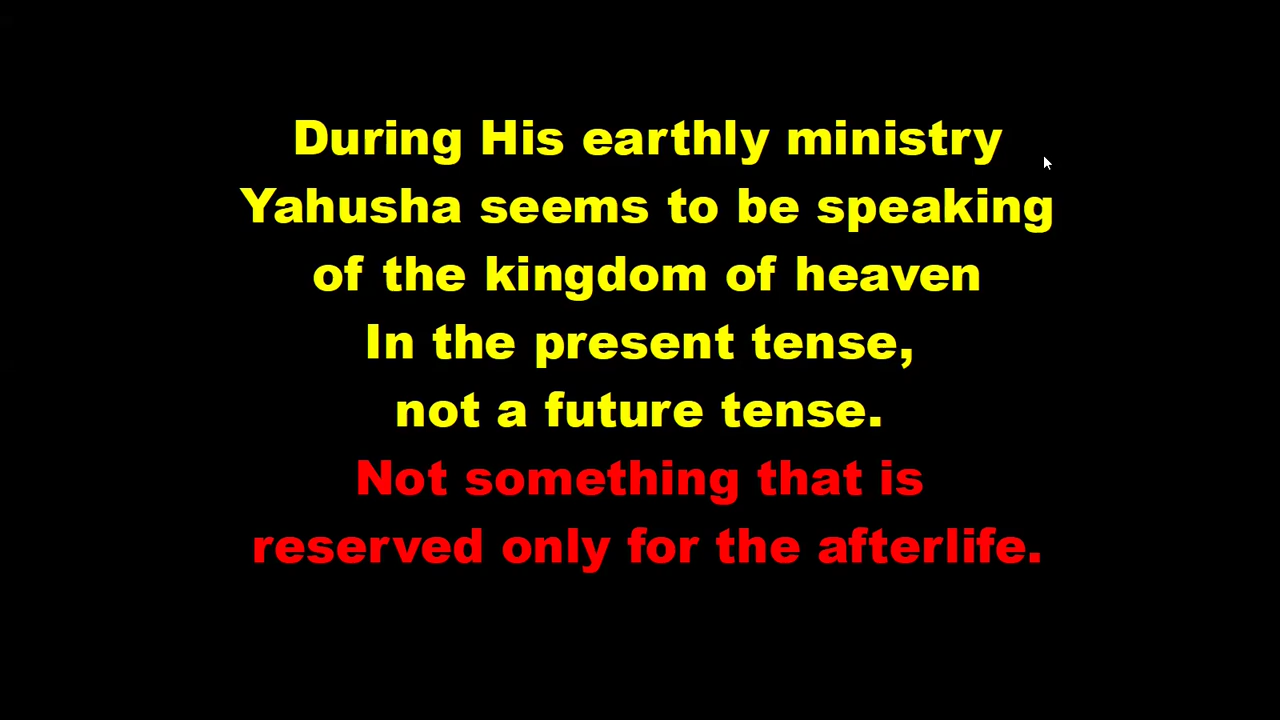 During His earthly ministry
Yahusha seems to be speaking
of the kingdom of heaven
In the present tense,
not a future tense.
Not something that is
reserved only for the afterlife.